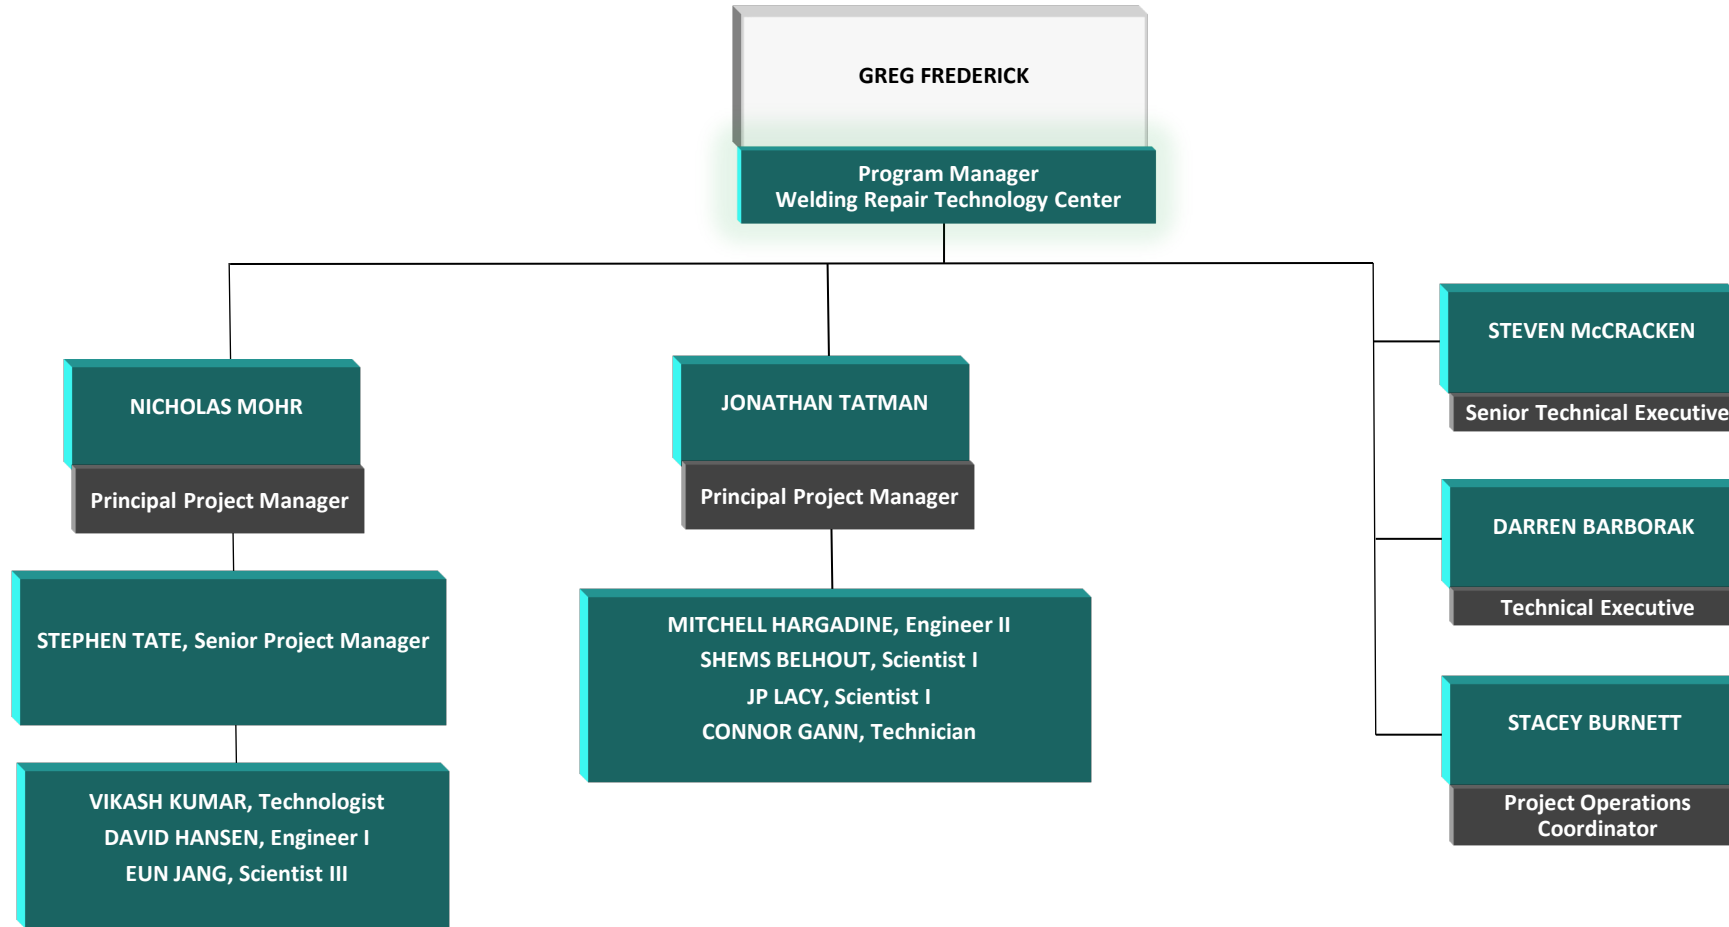 GREG FREDERICK
Program Manager
Welding Repair Technology Center
NICHOLAS MOHR
Principal Project Manager
STEPHEN TATE, Senior Project Manager
VIKASH KUMAR, Technologist
DAVID HANSEN, Engineer I
EUN JANG, Scientist III
JONATHAN TATMAN
Principal Project Manager
MITCHELL HARGADINE, Engineer II
SHEMS BELHOUT, Scientist I
JP LACY, Scientist I
CONNOR GANN, Technician
STEVEN McCRACKEN
Senior Technical Executive
DARREN BARBORAK
Technical Executive
STACEY BURNETT
Project Operations
Coordinator